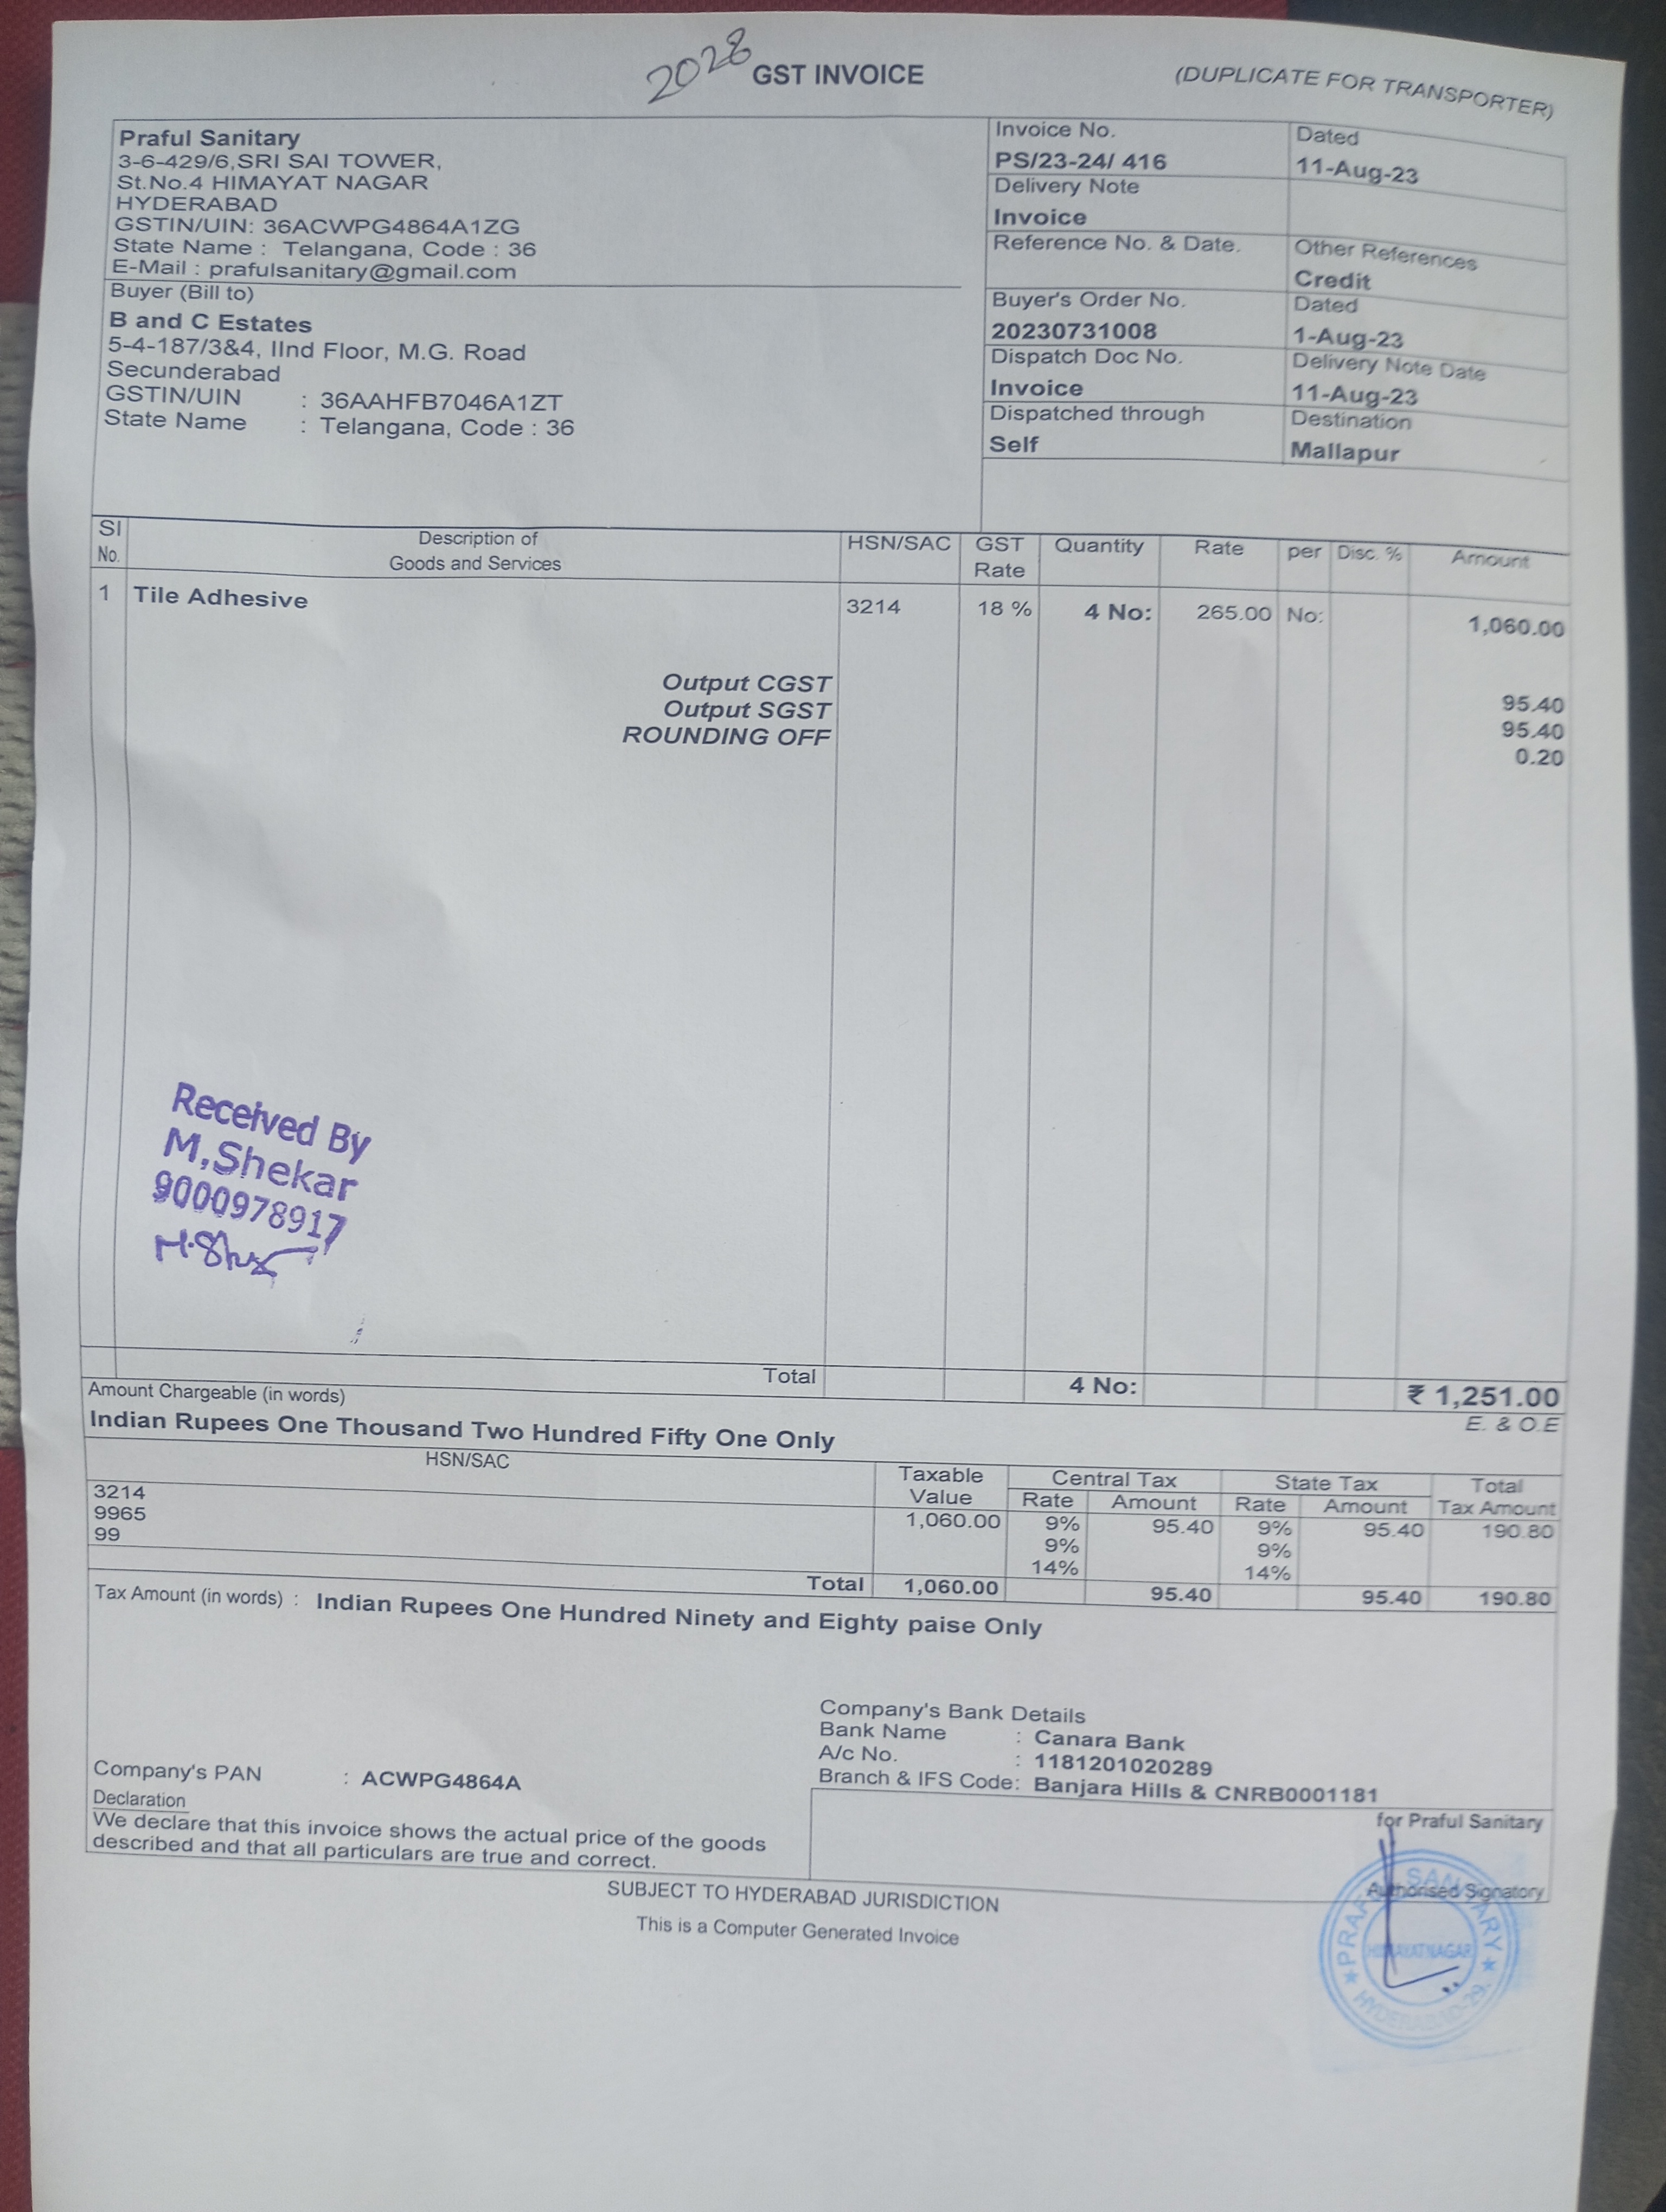 2028
GST INVOICE
(DUPLICATE FOR TRANSPORTER)
Praful Sanitary
3-6-429/6,SRI SAI TOWER,
St.No.4 HIMAYAT NAGAR
HYDERABAD
GSTIN/UIN: 36ACWPG4864A1ZG
State Name : Telangana, Code : 36
E-Mail : prafulsanitary@gmail.com
Buyer (Bill to)
B and C Estates
5-4-187/3&4, IInd Floor, M.G. Road
Secunderabad
GSTIN/UIN : 36AAHFB7046A1ZT
State Name : Telangana, Code : 36
Invoice No. Dated
PS/23-24/ 416 11-Aug-23
Delivery Note
Invoice
Reference No. & Date. Other References
Credit
Buyer's Order No. Dated
20230731008 1-Aug-23
Dispatch Doc No. Delivery Note Date
Invoice 11-Aug-23
Dispatched through Destination
Self Mallapur
Sl No. Description of Goods and Services HSN/SAC GST Rate Quantity Rate per Disc. % Amount
1 Tile Adhesive 3214 18 % 4 No: 265.00 No: 1,060.00
Output CGST 95.40
Output SGST 95.40
ROUNDING OFF 0.20
Received By
M.Shekar
9000978917
Total 4 No: ₹ 1,251.00
Amount Chargeable (in words) E. & O.E
Indian Rupees One Thousand Two Hundred Fifty One Only
HSN/SAC Taxable Value Central Tax State Tax Total Tax Amount
Rate Amount Rate Amount
3214 1,060.00 9% 95.40 9% 95.40 190.80
9965 9% 9%
99 14% 14%
Total 1,060.00 95.40 95.40 190.80
Tax Amount (in words) : Indian Rupees One Hundred Ninety and Eighty paise Only
Company's Bank Details
Bank Name : Canara Bank
A/c No. : 1181201020289
Branch & IFS Code: Banjara Hills & CNRB0001181
Company's PAN : ACWPG4864A
Declaration
We declare that this invoice shows the actual price of the goods
described and that all particulars are true and correct.
for Praful Sanitary
Authorised Signatory
PRAFUL SANITARY
HIMAYATNAGAR
HYDERABAD-29.
SUBJECT TO HYDERABAD JURISDICTION
This is a Computer Generated Invoice